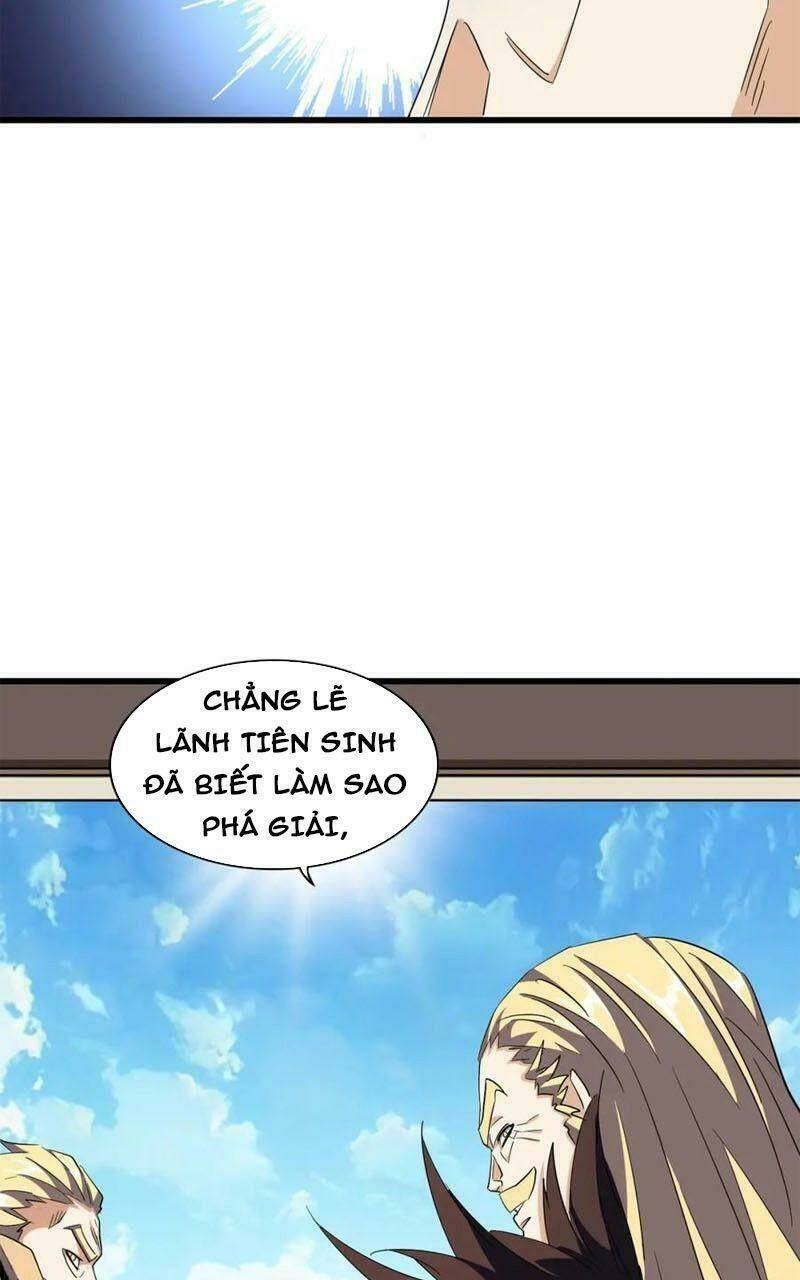 CHẲNG LẼ
LÃNH TIÊN SINH
ĐÃ BIẾT LÀM SAO
PHÁ GIẢI,